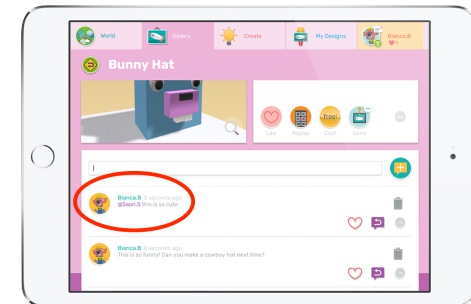 World
Gallery
Create
My Designs
Bianca.B
Bunny Hat
free!
Like
Replay
Cost
Send
Bianca.B 8 seconds ago
@Saori.S this is so cute
Bianca.B 8 seconds ago
This is so funny! Can you make a cowboy hat next time?